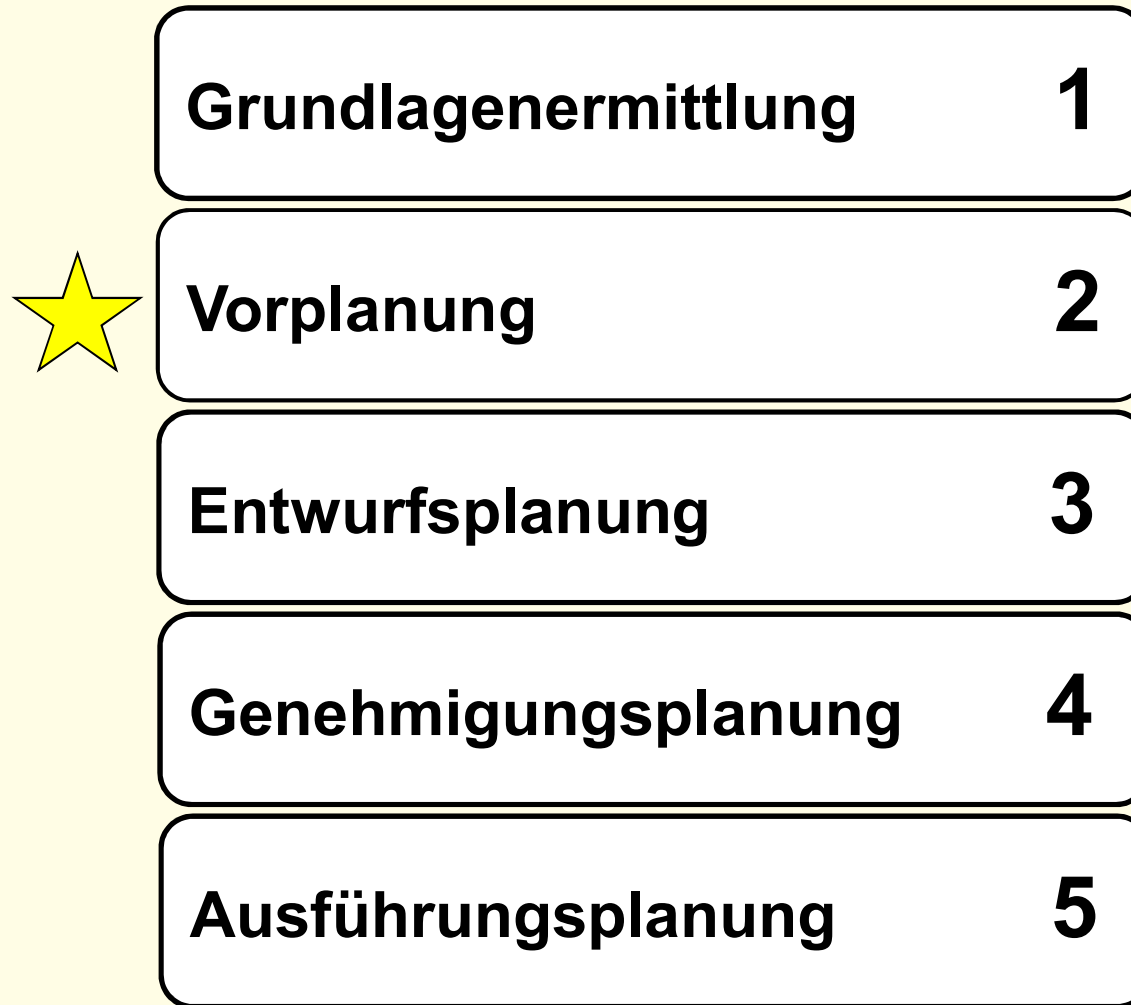 Grundlagenermittlung 1
Vorplanung 2
Entwurfsplanung 3
Genehmigungsplanung 4
Ausführungsplanung 5